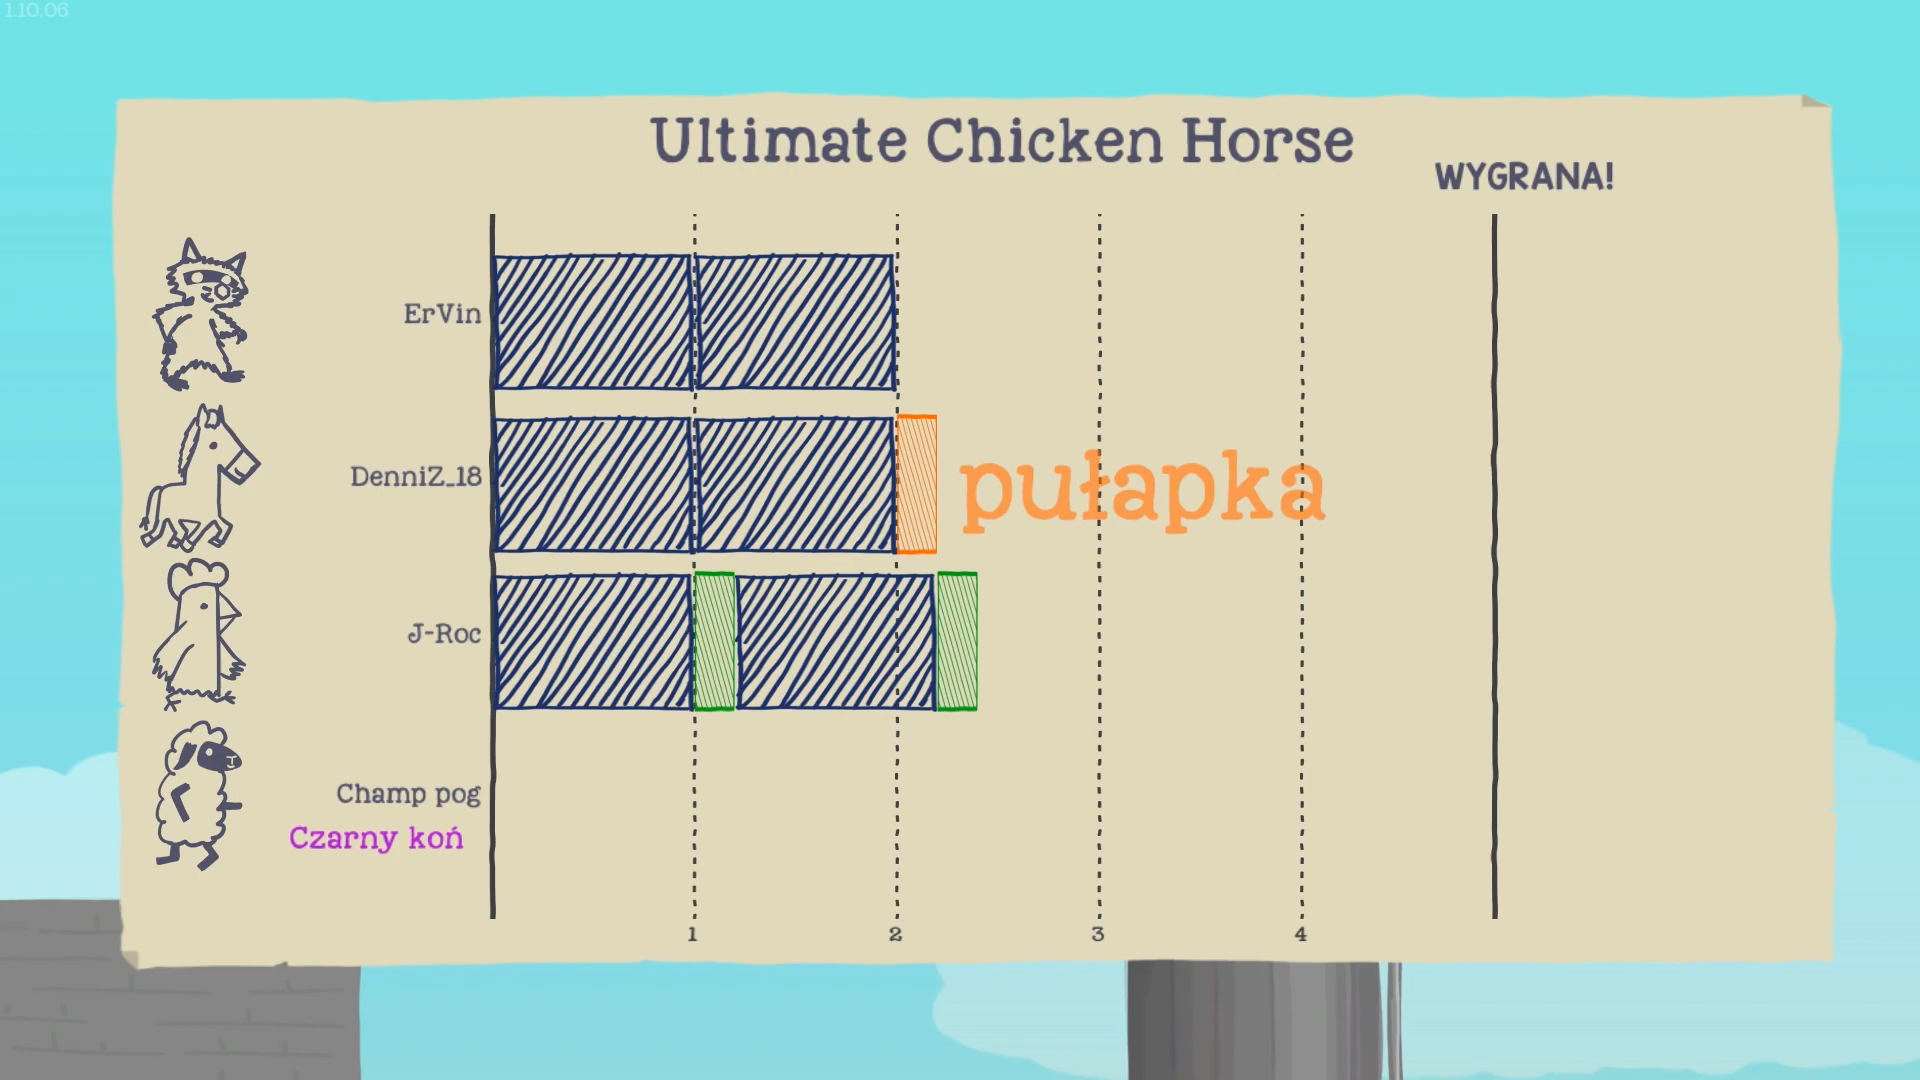 1.10.06
Ultimate Chicken Horse
WYGRANA!
ErVin
DenniZ_18
pułapka
J-Roc
Champ pog
Czarny koń
1 2 3 4